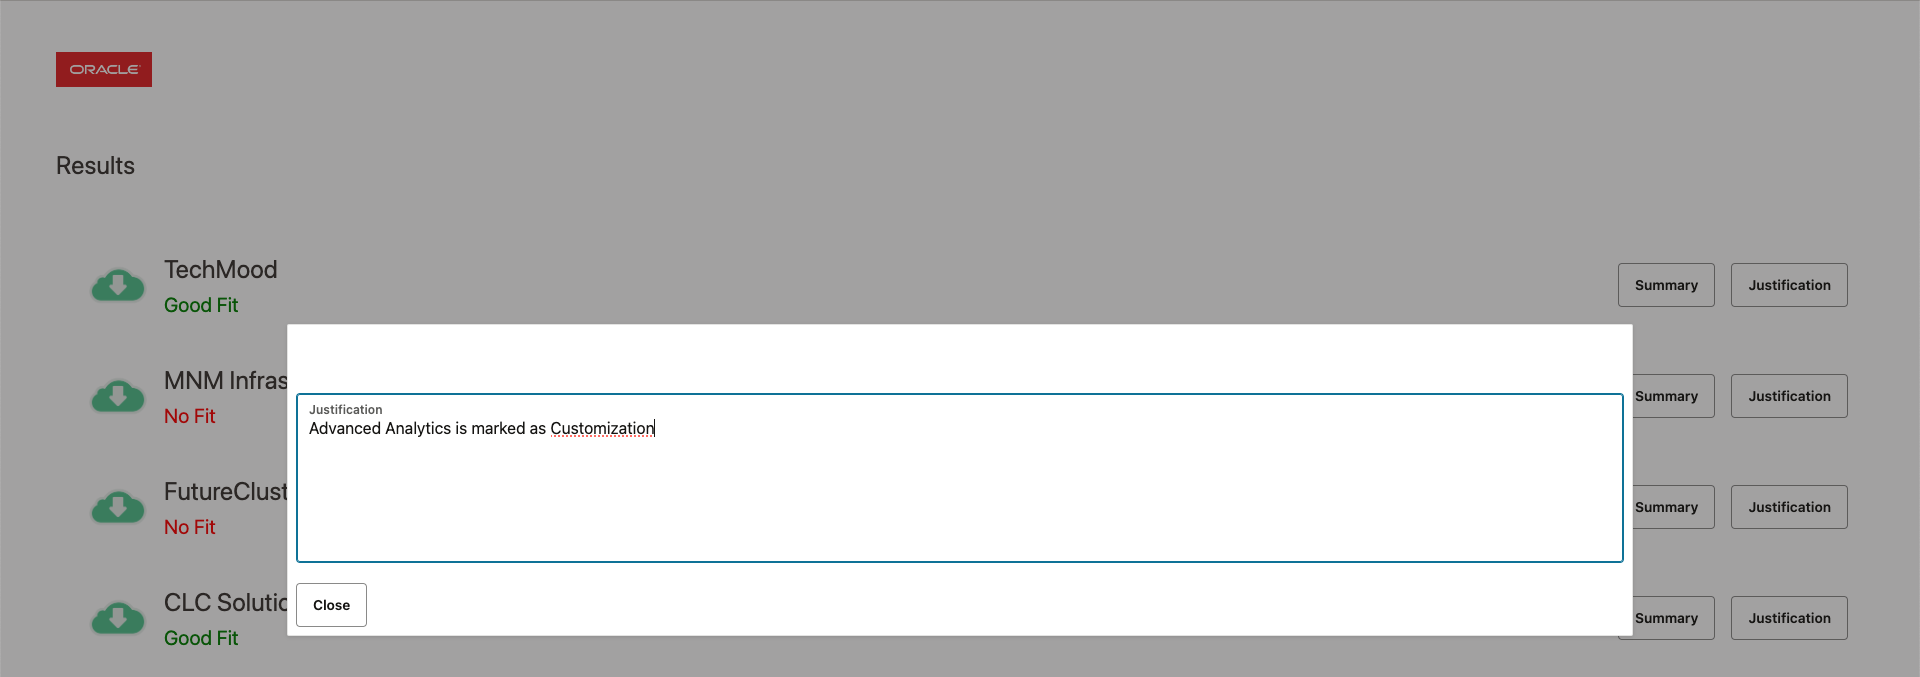 ORACLE
Results
TechMood
Good Fit
Summary
Justification
MNM Infras
No Fit
Summary
Justification
Justification
Advanced Analytics is marked as Customization
FutureClust
No Fit
Summary
Justification
CLC Solutio
Good Fit
Summary
Justification
Close